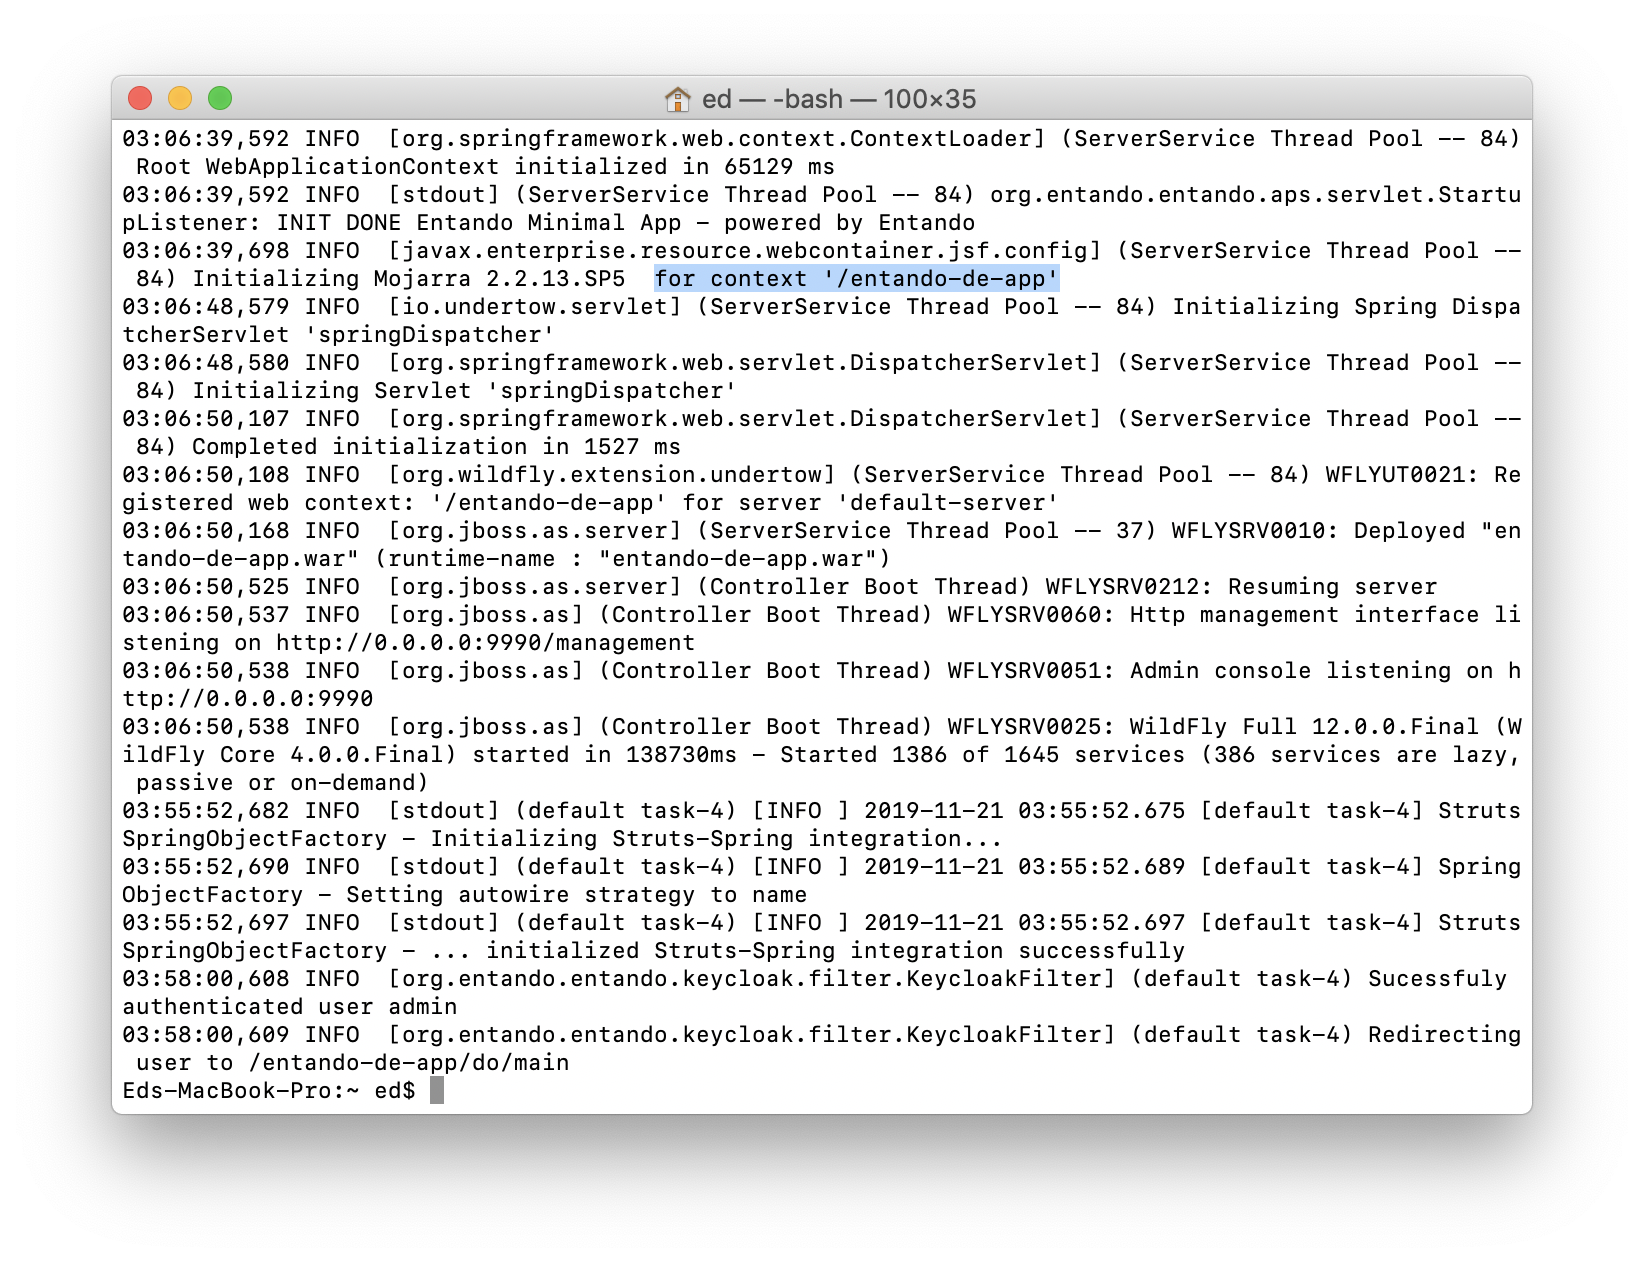 ed — -bash — 100×35
03:06:39,592 INFO  [org.springframework.web.context.ContextLoader] (ServerService Thread Pool -- 84)
 Root WebApplicationContext initialized in 65129 ms
03:06:39,592 INFO  [stdout] (ServerService Thread Pool -- 84) org.entando.entando.aps.servlet.Startu
pListener: INIT DONE Entando Minimal App - powered by Entando
03:06:39,698 INFO  [javax.enterprise.resource.webcontainer.jsf.config] (ServerService Thread Pool --
 84) Initializing Mojarra 2.2.13.SP5  for context '/entando-de-app'
03:06:48,579 INFO  [io.undertow.servlet] (ServerService Thread Pool -- 84) Initializing Spring Dispa
tcherServlet 'springDispatcher'
03:06:48,580 INFO  [org.springframework.web.servlet.DispatcherServlet] (ServerService Thread Pool --
 84) Initializing Servlet 'springDispatcher'
03:06:50,107 INFO  [org.springframework.web.servlet.DispatcherServlet] (ServerService Thread Pool --
 84) Completed initialization in 1527 ms
03:06:50,108 INFO  [org.wildfly.extension.undertow] (ServerService Thread Pool -- 84) WFLYUT0021: Re
gistered web context: '/entando-de-app' for server 'default-server'
03:06:50,168 INFO  [org.jboss.as.server] (ServerService Thread Pool -- 37) WFLYSRV0010: Deployed "en
tando-de-app.war" (runtime-name : "entando-de-app.war")
03:06:50,525 INFO  [org.jboss.as.server] (Controller Boot Thread) WFLYSRV0212: Resuming server
03:06:50,537 INFO  [org.jboss.as] (Controller Boot Thread) WFLYSRV0060: Http management interface li
stening on http://0.0.0.0:9990/management
03:06:50,538 INFO  [org.jboss.as] (Controller Boot Thread) WFLYSRV0051: Admin console listening on h
ttp://0.0.0.0:9990
03:06:50,538 INFO  [org.jboss.as] (Controller Boot Thread) WFLYSRV0025: WildFly Full 12.0.0.Final (W
ildFly Core 4.0.0.Final) started in 138730ms - Started 1386 of 1645 services (386 services are lazy,
 passive or on-demand)
03:55:52,682 INFO  [stdout] (default task-4) [INFO ] 2019-11-21 03:55:52.675 [default task-4] Struts
SpringObjectFactory - Initializing Struts-Spring integration...
03:55:52,690 INFO  [stdout] (default task-4) [INFO ] 2019-11-21 03:55:52.689 [default task-4] Spring
ObjectFactory - Setting autowire strategy to name
03:55:52,697 INFO  [stdout] (default task-4) [INFO ] 2019-11-21 03:55:52.697 [default task-4] Struts
SpringObjectFactory - ... initialized Struts-Spring integration successfully
03:58:00,608 INFO  [org.entando.entando.keycloak.filter.KeycloakFilter] (default task-4) Sucessfuly
authenticated user admin
03:58:00,609 INFO  [org.entando.entando.keycloak.filter.KeycloakFilter] (default task-4) Redirecting
 user to /entando-de-app/do/main
Eds-MacBook-Pro:~ ed$